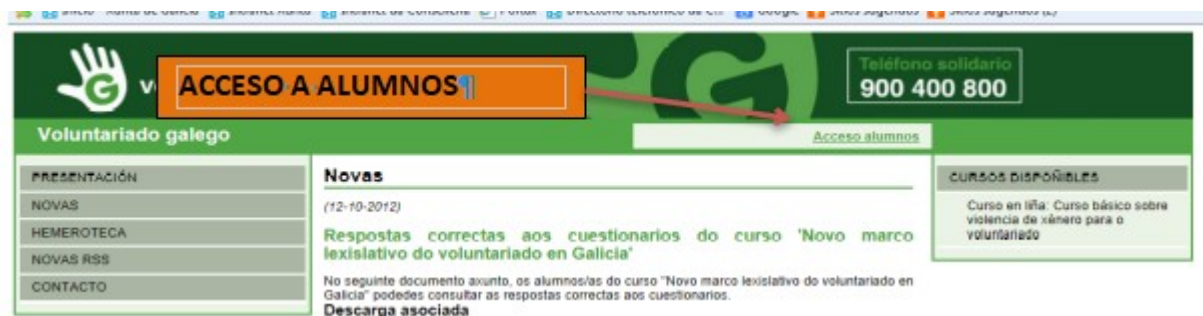 Teléfono solidario
ACCESO A ALUMNOS¶
900 400 800
Voluntariado galego
Acceso alumnos
PRESENTACIÓN
NOVAS
HEMEROTECA
NOVAS RSS
CONTACTO
Novas
(12-10-2012)
Respostas correctas aos cuestionarios do curso 'Novo marco
lexislativo do voluntariado en Galicia'
No seguinte documento axunto, os alumnos/as do curso "Novo marco lexislativo do voluntariado en
Galicia" podedes consultar as respostas correctas aos cuestionarios.
Descarga asociada
CURSOS DISPOÑIBLES
Curso en liña: Curso básico sobre
violencia de xénero para o
voluntariado